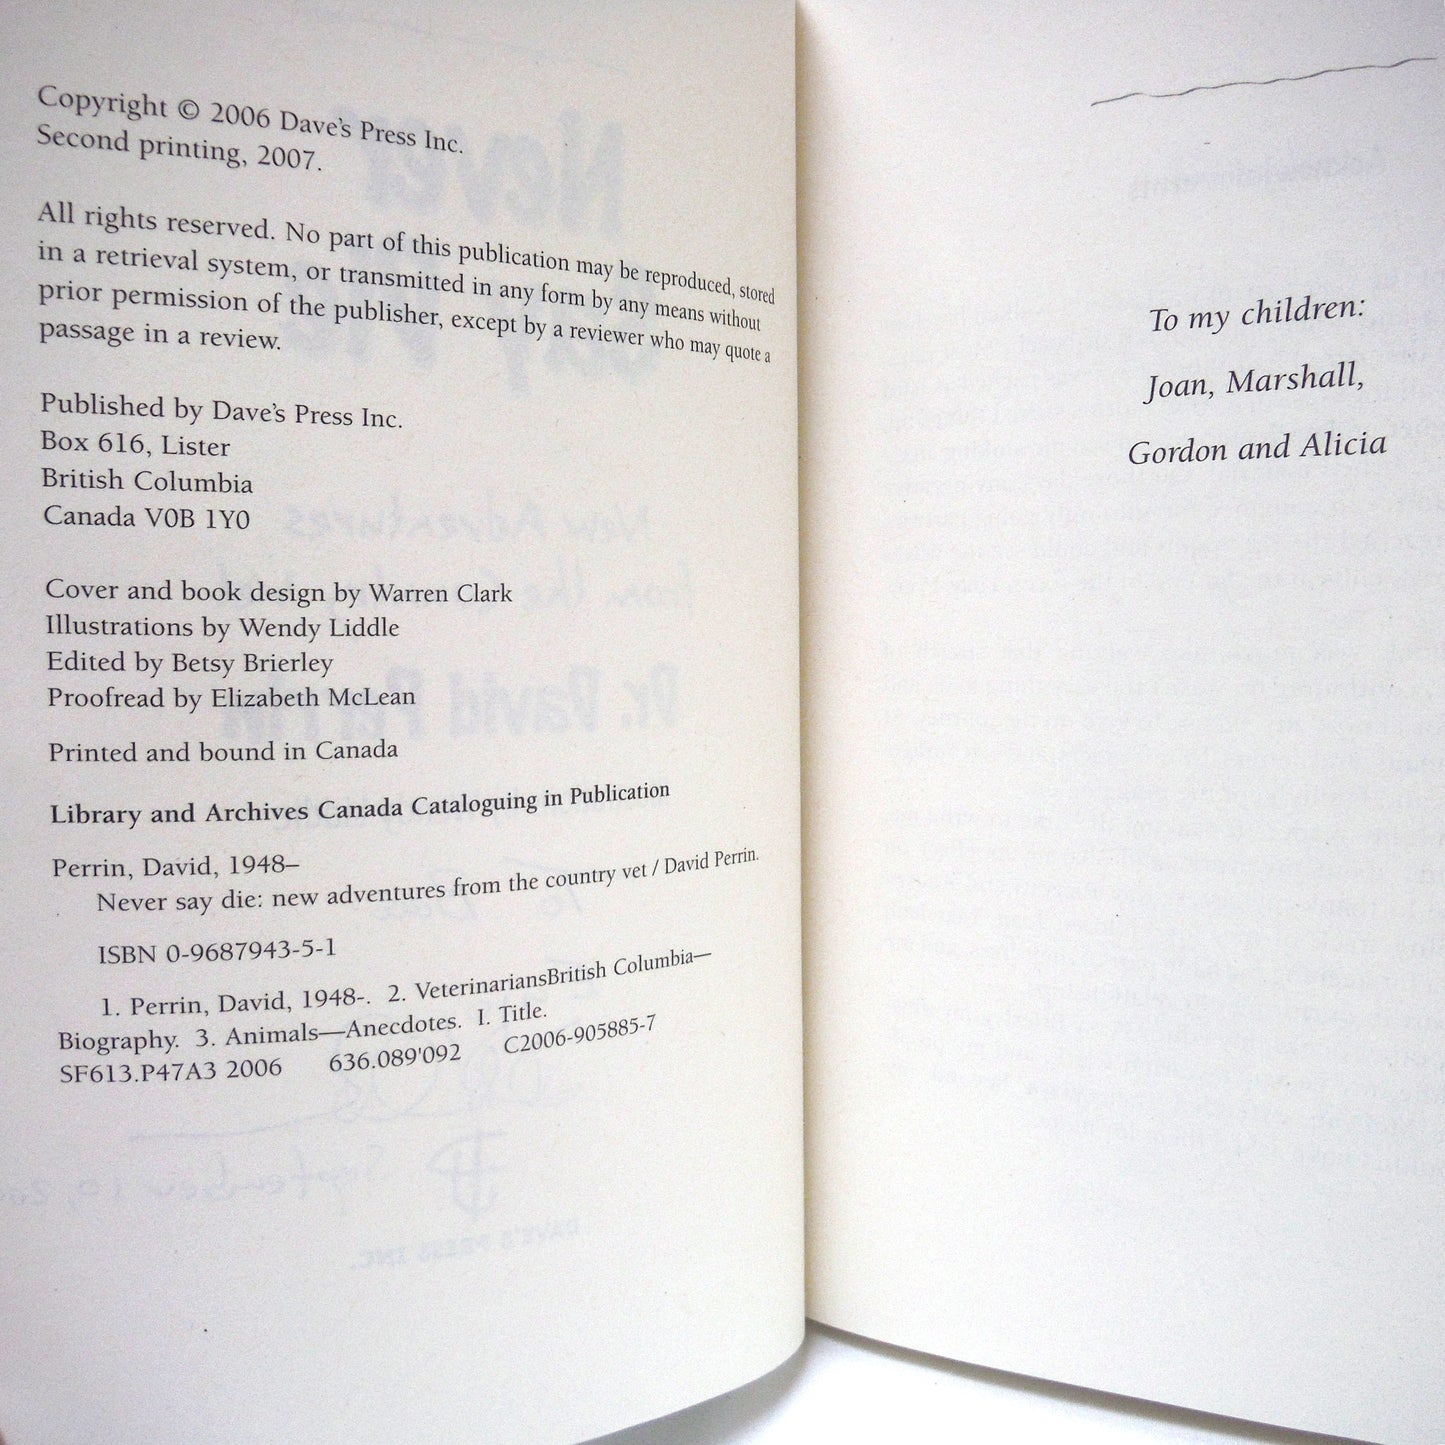 Copyright © 2006 Dave's Press Inc.
Second printing, 2007.
All rights reserved. No part of this publication may be reproduced, stored
in a retrieval system, or transmitted in any form by any means without
prior permission of the publisher, except by a reviewer who may quote a
passage in a review.
Published by Dave's Press Inc.
Box 616, Lister
British Columbia
Canada V0B 1Y0
Cover and book design by Warren Clark
Illustrations by Wendy Liddle
Edited by Betsy Brierley
Proofread by Elizabeth McLean
Printed and bound in Canada
Library and Archives Canada Cataloguing in Publication
Perrin, David, 1948–
Never say die: new adventures from the country vet / David Perrin.
ISBN 0-9687943-5-1
1. Perrin, David, 1948-. 2. VeterinariansBritish Columbia—
Biography. 3. Animals—Anecdotes. I. Title.
SF613.P47A3 2006 636.089'092 C2006-905885-7
To my children:
Joan, Marshall,
Gordon and Alicia